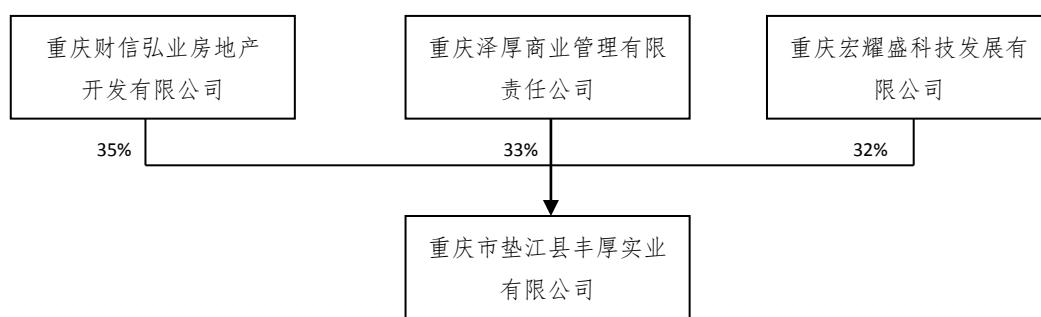 重庆财信弘业房地产
开发有限公司
重庆泽厚商业管理有限
责任公司
重庆宏耀盛科技发展有
限公司
35%
33%
32%
重庆市垫江县丰厚实业
有限公司